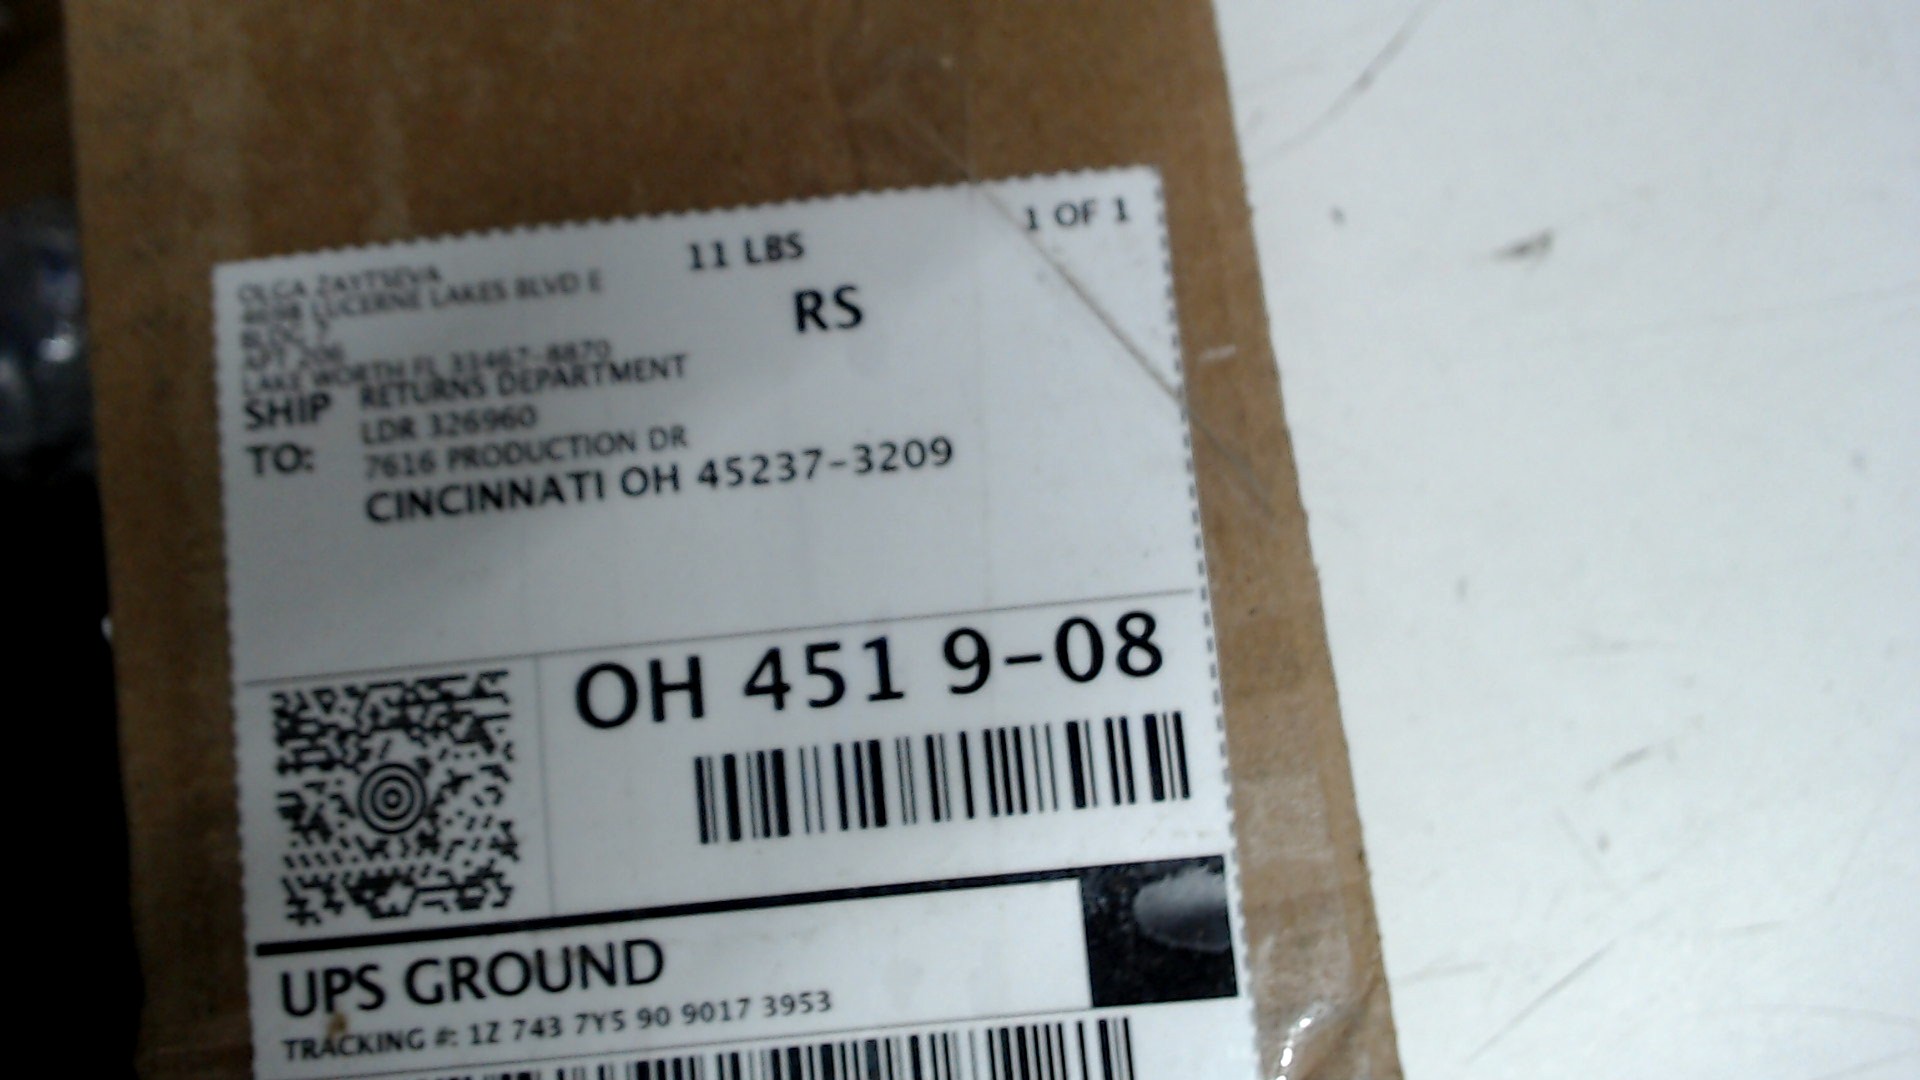 OLGA ZAYTSEVA
LUCERNE LAKES BLVD E
BLDG
APT 206
LAKE WORTH FL 33467-8870
11 LBS
1 OF 1
RS
SHIP TO:
RETURNS DEPARTMENT
LDR 326960
7616 PRODUCTION DR
CINCINNATI OH 45237-3209
OH 451 9-08
UPS GROUND
TRACKING #: 1Z 743 7Y5 90 9017 3953